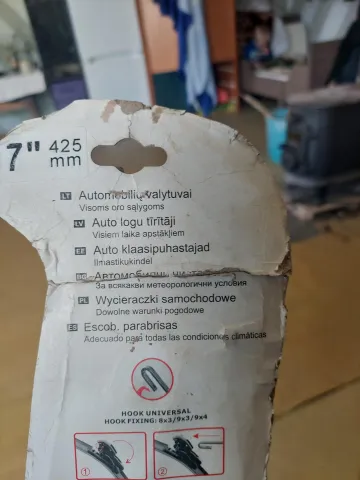 7" 425 mm
LT Automobilių valytuvai
Visoms oro sąlygoms
LV Auto logu tīrītāji
Visiem laika apstākļiem
EE Auto klaasipuhastajad
Ilmastikukindel
Автомобилни
За всякакви метеорологични условия
PL Wycieraczki samochodowe
Dowolne warunki pogodowe
ES Escob. parabrisas
Adecuado para todas las condiciones climáticas
HOOK UNIVERSAL
HOOK FIXING: 8x3/9x3/9x4
1 2